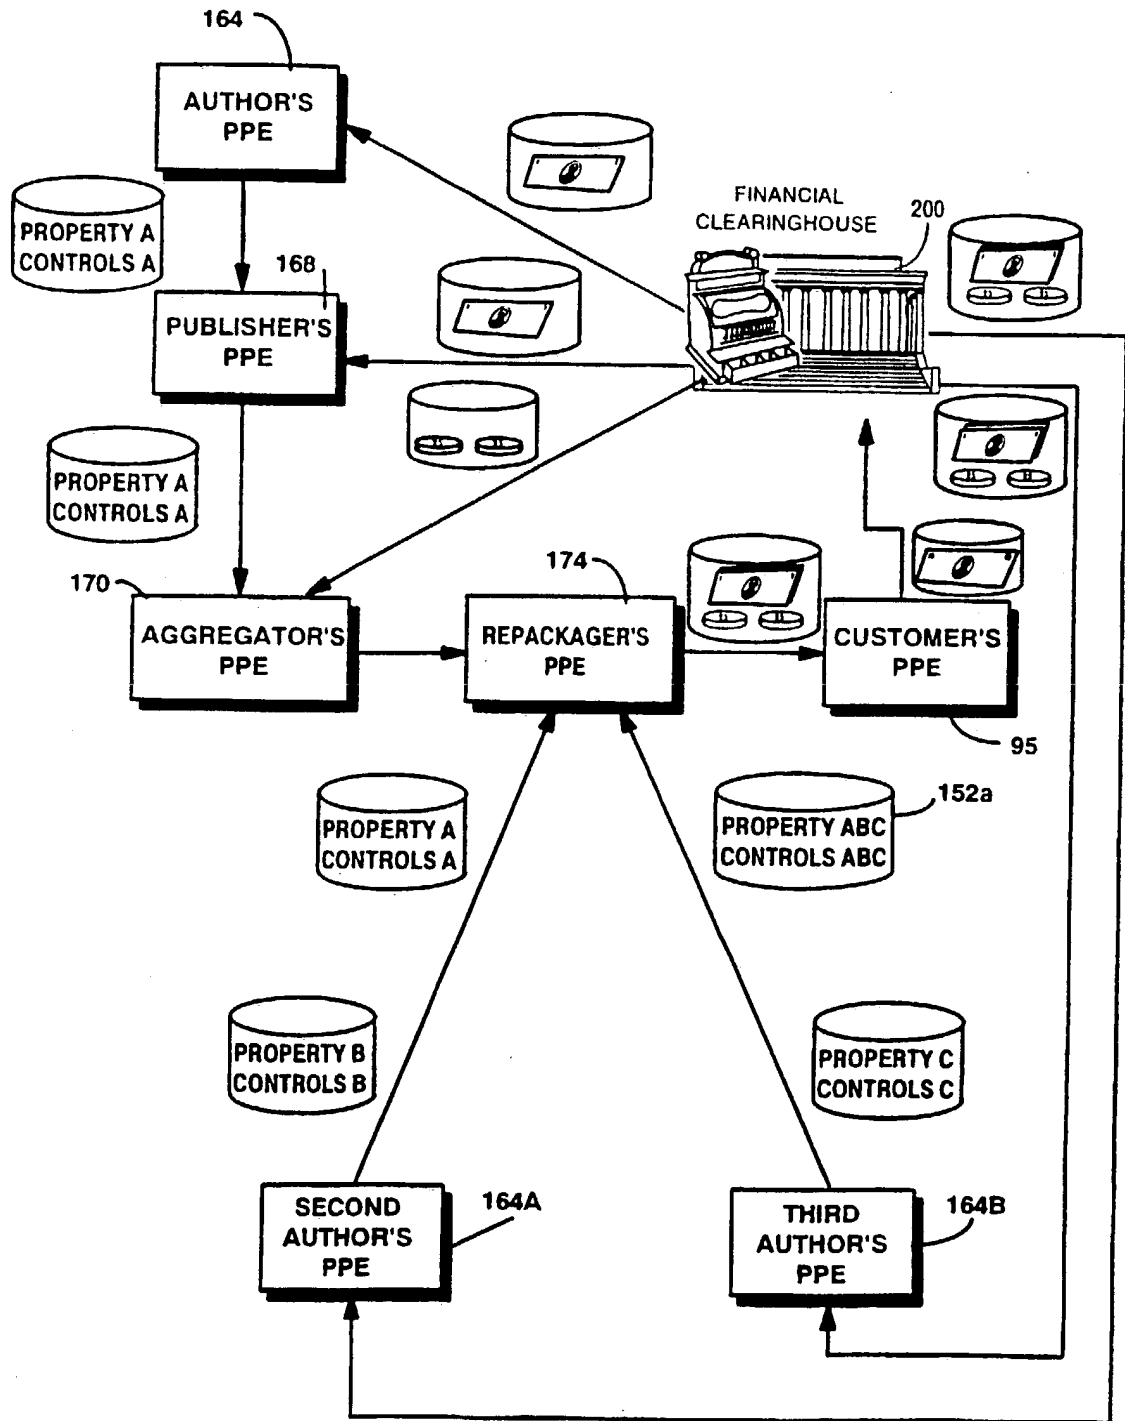 164
AUTHOR'S
PPE
PROPERTY A
CONTROLS A
FINANCIAL
CLEARINGHOUSE
200
168
PUBLISHER'S
PPE
PROPERTY A
CONTROLS A
170
AGGREGATOR'S
PPE
174
REPACKAGER'S
PPE
CUSTOMER'S
PPE
95
PROPERTY A
CONTROLS A
152a
PROPERTY ABC
CONTROLS ABC
PROPERTY B
CONTROLS B
PROPERTY C
CONTROLS C
SECOND
AUTHOR'S
PPE
164A
THIRD
AUTHOR'S
PPE
164B